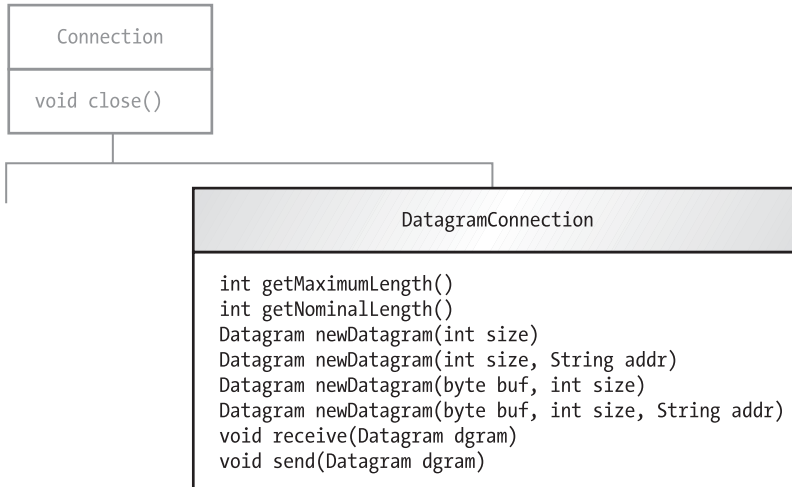 Connection
void close()
DatagramConnection
int getMaximumLength()
int getNominalLength()
Datagram newDatagram(int size)
Datagram newDatagram(int size, String addr)
Datagram newDatagram(byte buf, int size)
Datagram newDatagram(byte buf, int size, String addr)
void receive(Datagram dgram)
void send(Datagram dgram)